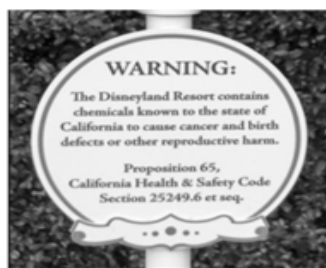 WARNING:
The Disneyland Resort contains
chemicals known to the state of
California to cause cancer and birth
defects or other reproductive harm.
Proposition 65,
California Health & Safety Code
Section 25249.6 et seq.